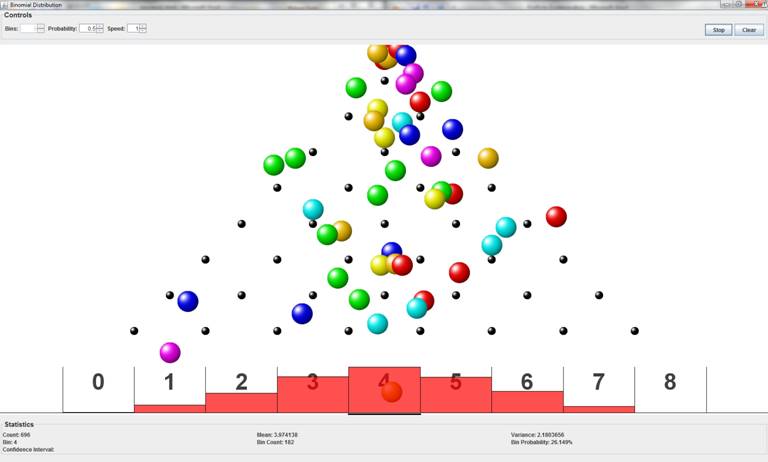 Binomial Distribution
Controls
Bins: Probability: 0.5 Speed: 1
Stop Clear
0 1 2 3 4 5 6 7 8
Statistics
Count: 696 Mean: 3.974138 Variance: 2.1803656
Bin: 4 Bin Count: 182 Bin Probability: 26.149%
Confidence Interval: